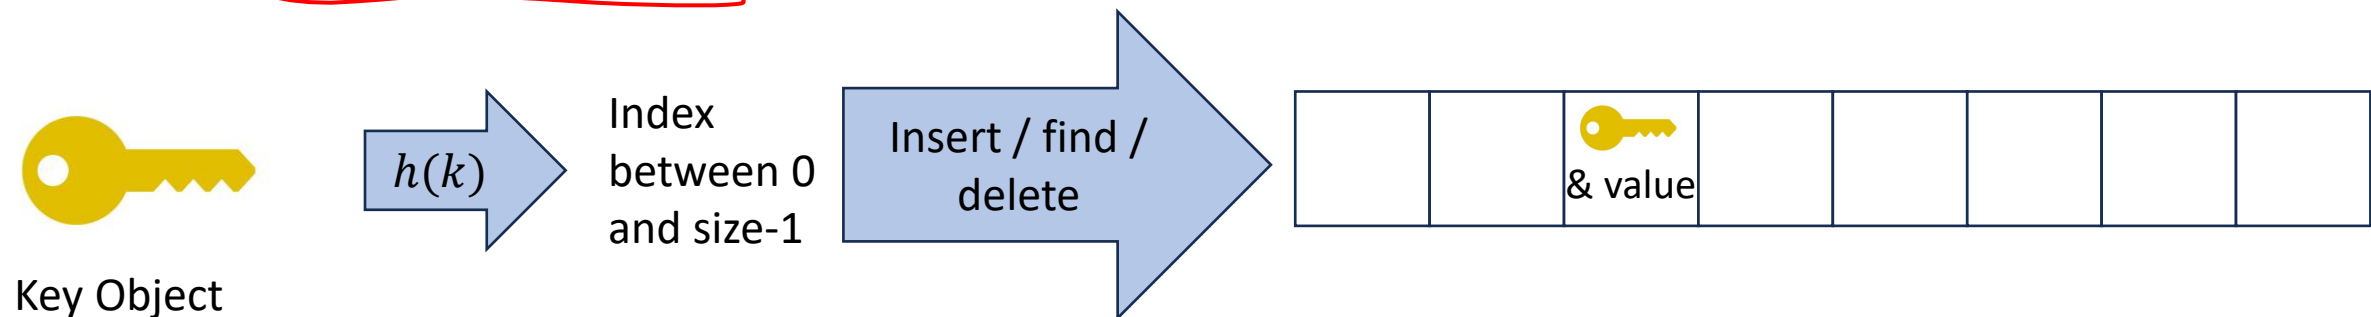 Key Object
h(k)
Index
between 0
and size-1
Insert / find /
delete
& value